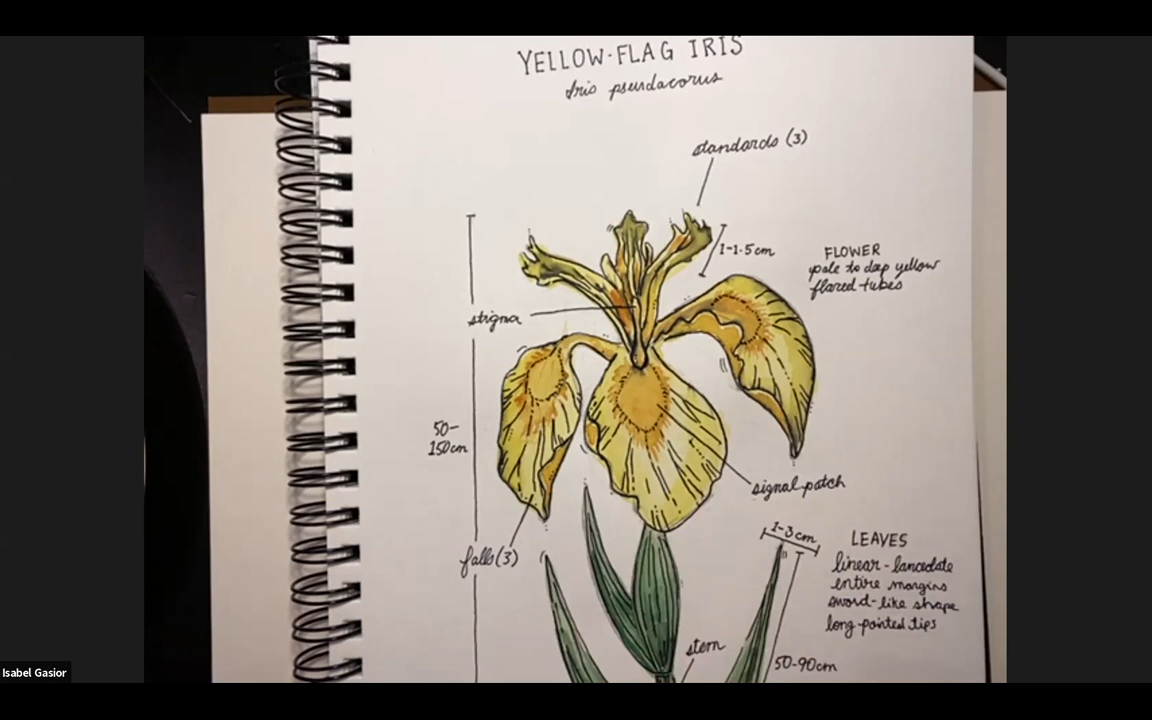 YELLOW-FLAG IRIS
Iris pseudacorus
standards (3)
1-1.5cm
FLOWER
pale to deep yellow
flared tubes
stigma
50-
150cm
signal patch
falls (3)
1-3cm
LEAVES
linear-lanceolate
entire margins
sword-like shape
long pointed tips
stem
50-90cm
Isabel Gasior